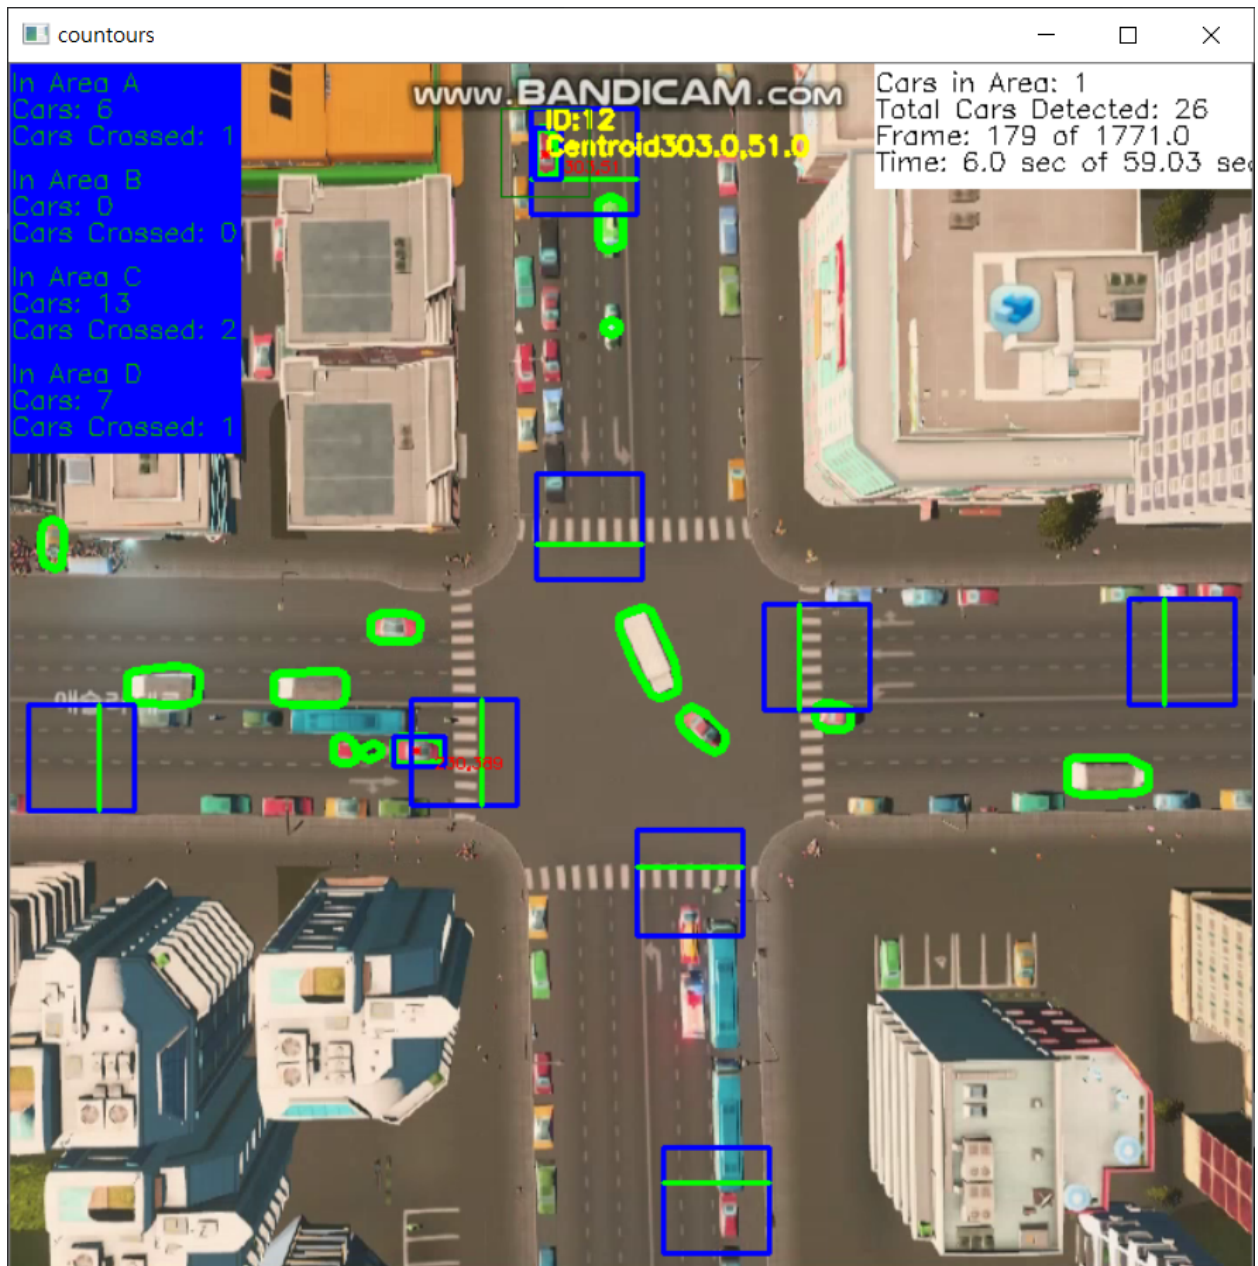 countours
www.BANDICAM.com
In Area A
Cars: 6
Cars Crossed: 1
In Area B
Cars: 0
Cars Crossed: 0
In Area C
Cars: 13
Cars Crossed: 2
In Area D
Cars: 7
Cars Crossed: 1
Cars in Area: 1
Total Cars Detected: 26
Frame: 179 of 1771.0
Time: 6.0 sec of 59.03 sec
ID:12
Centroid303.0,51.0
303,51